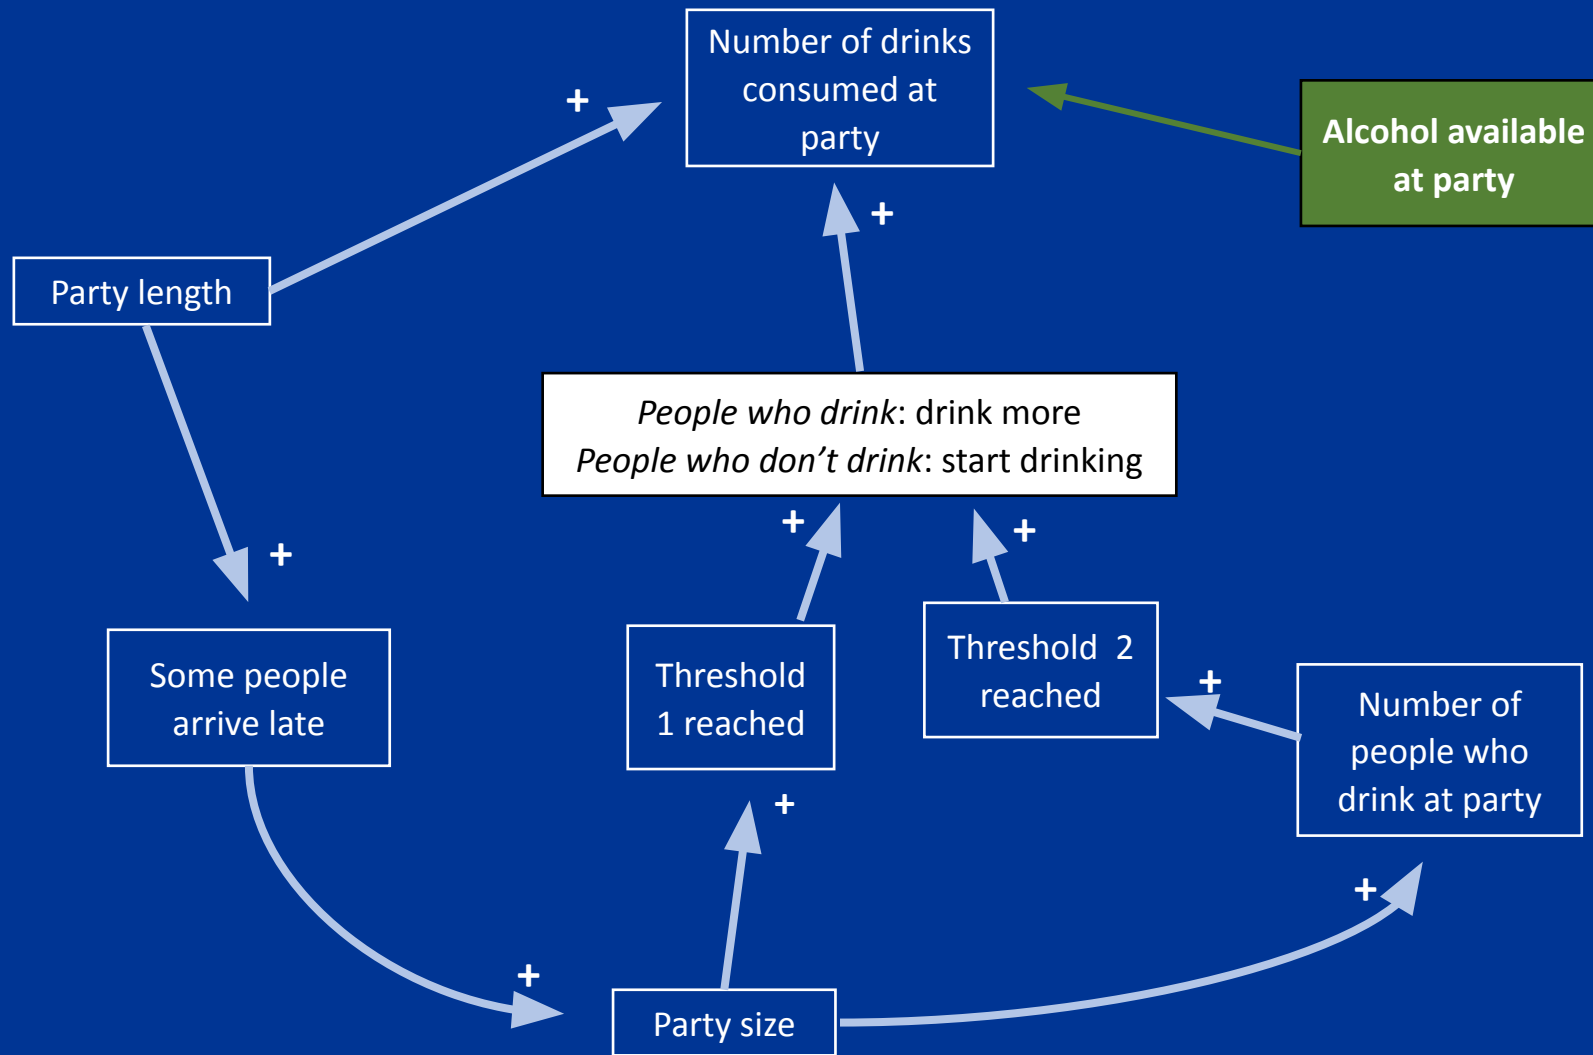 Number of drinks
consumed at
party
+
Alcohol available
at party
+
Party length
People who drink: drink more
People who don't drink: start drinking
+
+
+
Some people
arrive late
Threshold
1 reached
Threshold 2
reached
+
Number of
people who
drink at party
+
+
+
Party size